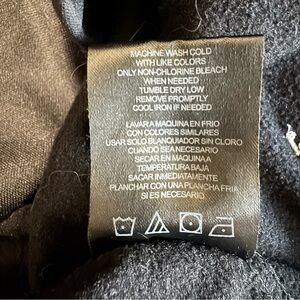 MACHINE WASH COLD
WITH LIKE COLORS
ONLY NON-CHLORINE BLEACH
WHEN NEEDED
TUMBLE DRY LOW
REMOVE PROMPTLY
COOL IRON IF NEEDED
LAVAR A MAQUINA EN FRIO
CON COLORES SIMILARES
USAR SOLO BLANQUIDOR SIN CLORO
CUANDO SEA NECESARIO
SECAR EN MAQUINA A
TEMPERATURA BAJA
SACAR INMEDIATAMENTE
PLANCHAR CON UNA PLANCHA FRIA
SI ES NECESARIO